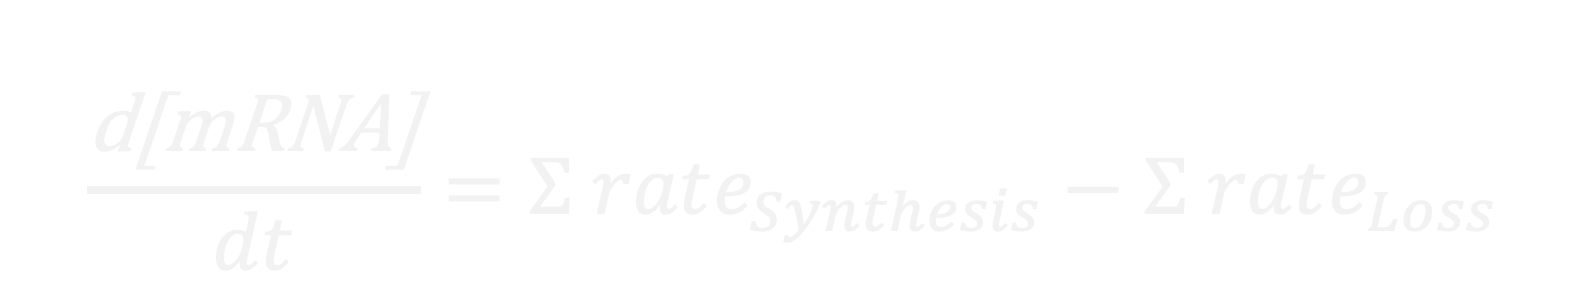 d[mRNA]/dt = Σ rate_Synthesis − Σ rate_Loss